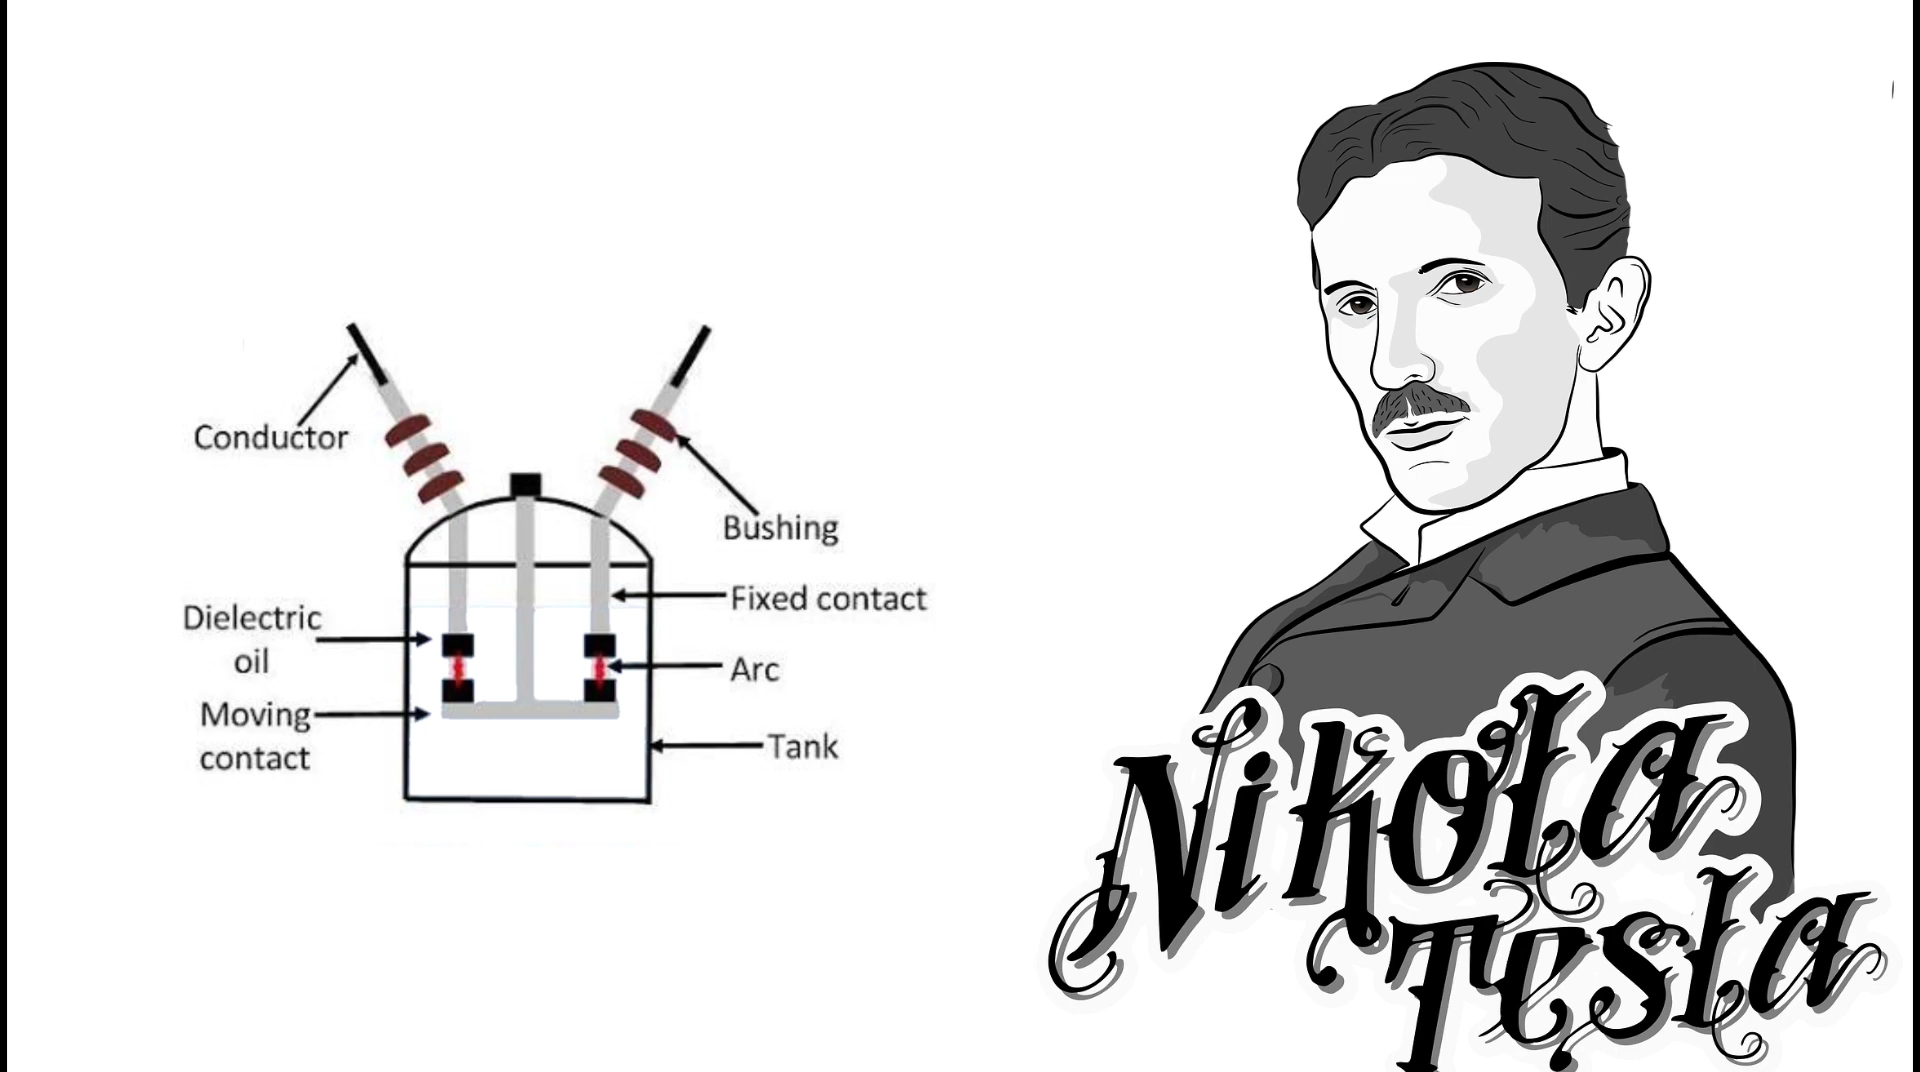 Conductor
Bushing
Fixed contact
Dielectric
oil
Arc
Moving
contact
Tank
Nikola
Tesla